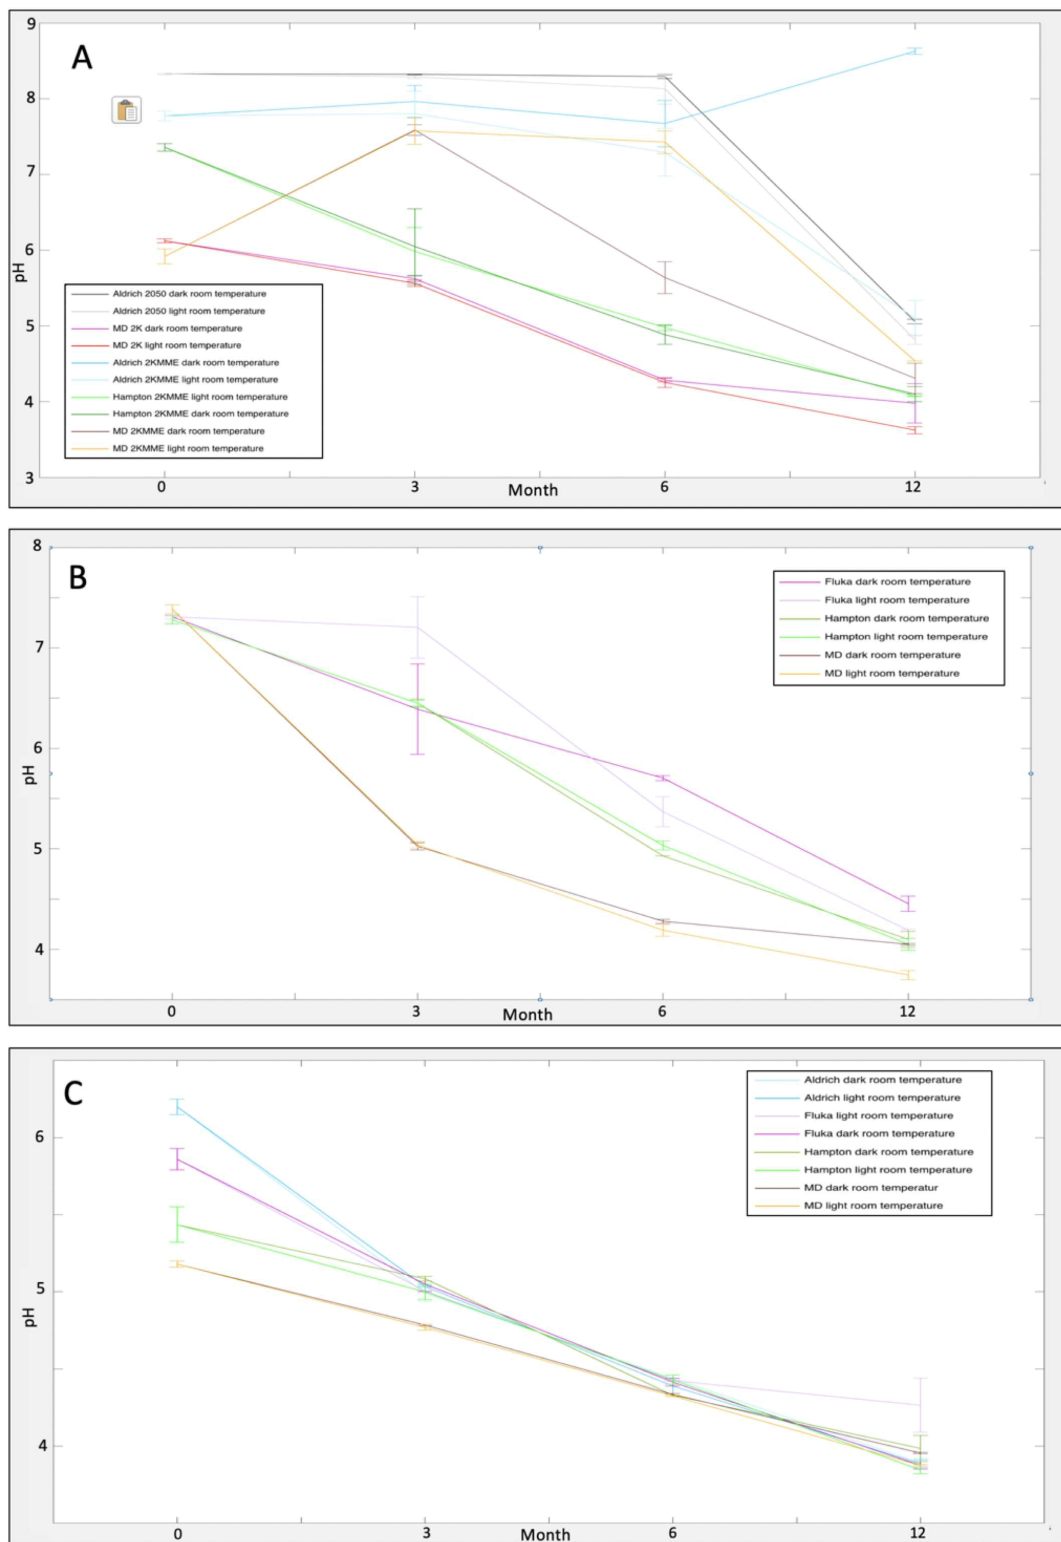 A
9
8
7
6
5
4
3
pH
Aldrich 2050 dark room temperature
Aldrich 2050 light room temperature
MD 2K dark room temperature
MD 2K light room temperature
Aldrich 2KMME dark room temperature
Aldrich 2KMME light room temperature
Hampton 2KMME light room temperature
Hampton 2KMME dark room temperature
MD 2KMME dark room temperature
MD 2KMME light room temperature
0 3 6 12
Month
B
8
7
6
5
4
pH
Fluka dark room temperature
Fluka light room temperature
Hampton dark room temperature
Hampton light room temperature
MD dark room temperature
MD light room temperature
0 3 6 12
Month
C
6
5
4
pH
Aldrich dark room temperature
Aldrich light room temperature
Fluka light room temperature
Fluka dark room temperature
Hampton dark room temperature
Hampton light room temperature
MD dark room temperatur
MD light room temperature
0 3 6 12
Month